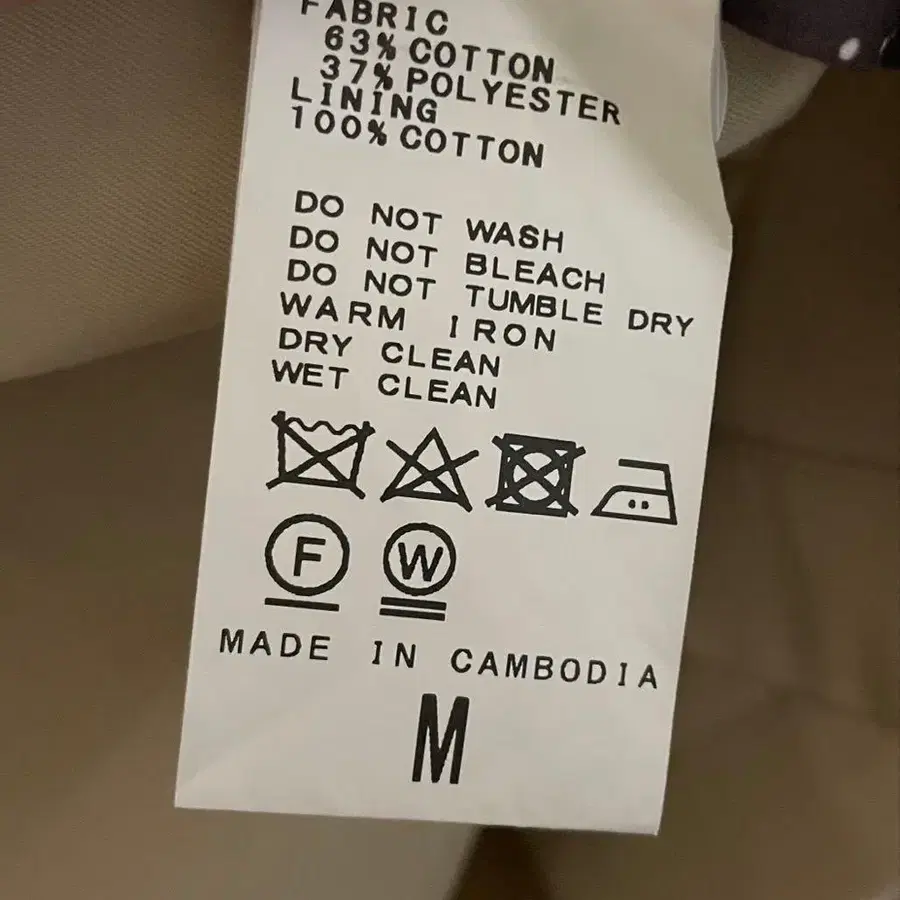 FABRIC
63% COTTON
37% POLYESTER
LINING
100% COTTON
DO NOT WASH
DO NOT BLEACH
DO NOT TUMBLE DRY
WARM IRON
DRY CLEAN
WET CLEAN
F W
MADE IN CAMBODIA
M